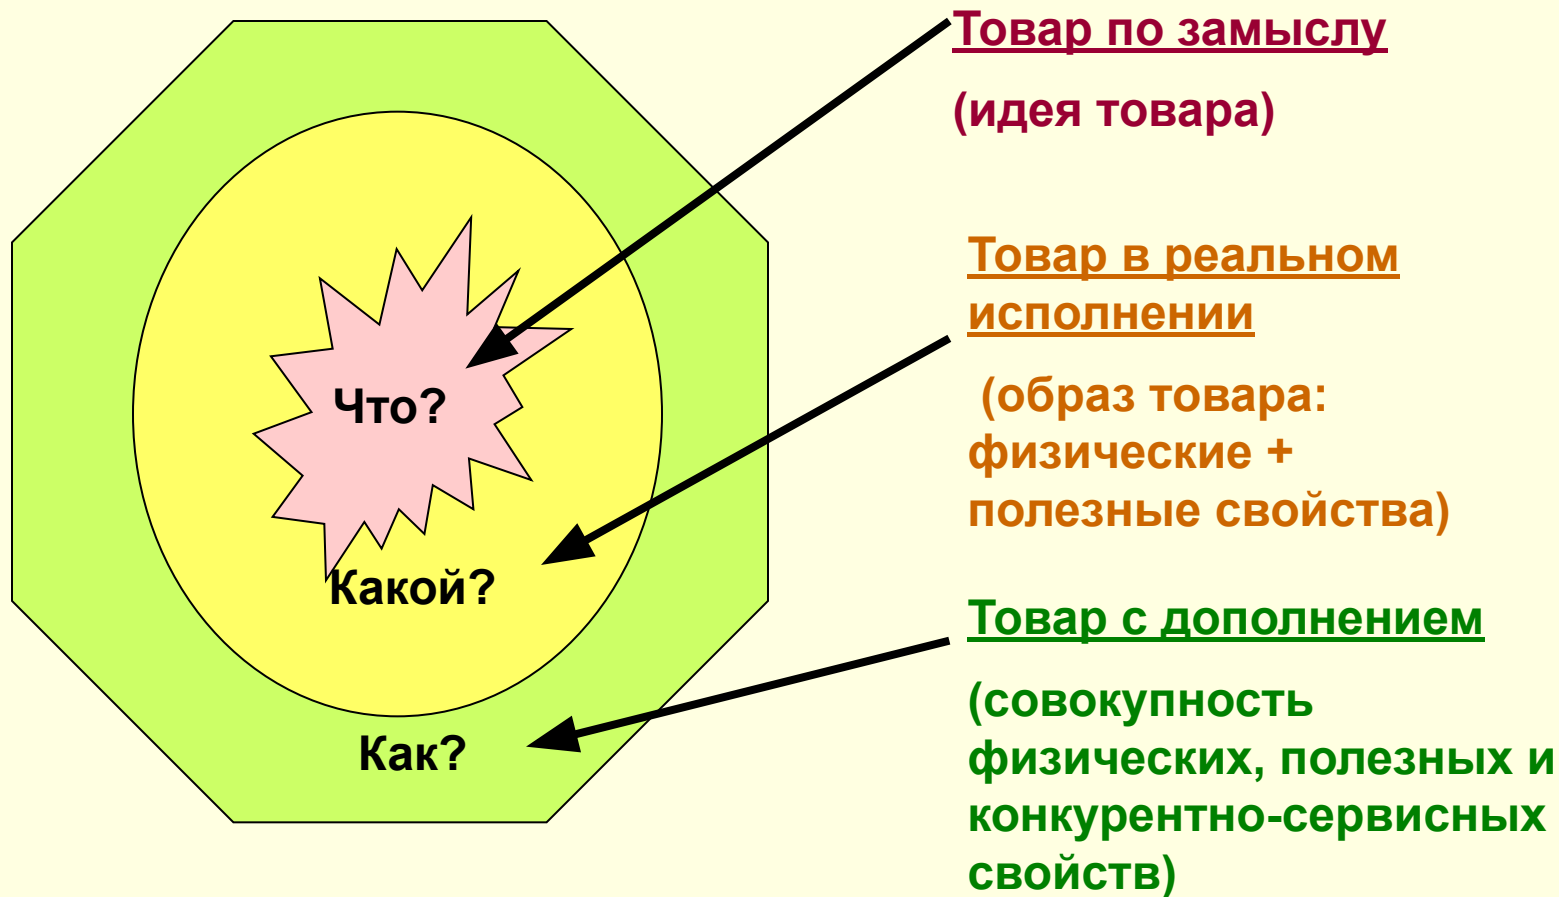 Товар по замыслу
(идея товара)
Товар в реальном
исполнении
(образ товара:
физические +
полезные свойства)
Товар с дополнением
(совокупность
физических, полезных и
конкурентно-сервисных
свойств)
Что?
Какой?
Как?